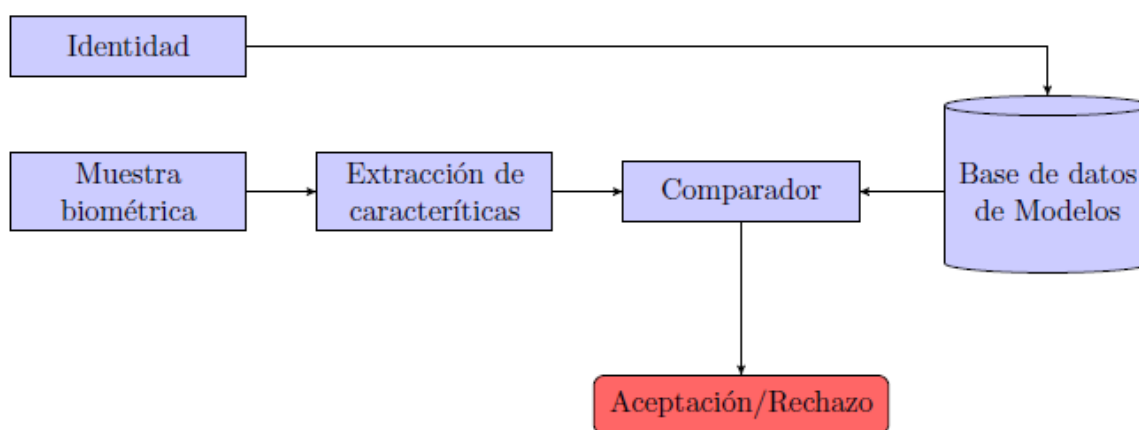 Identidad
Muestra
biométrica
Extracción de
caracteríticas
Comparador
Base de datos
de Modelos
Aceptación/Rechazo